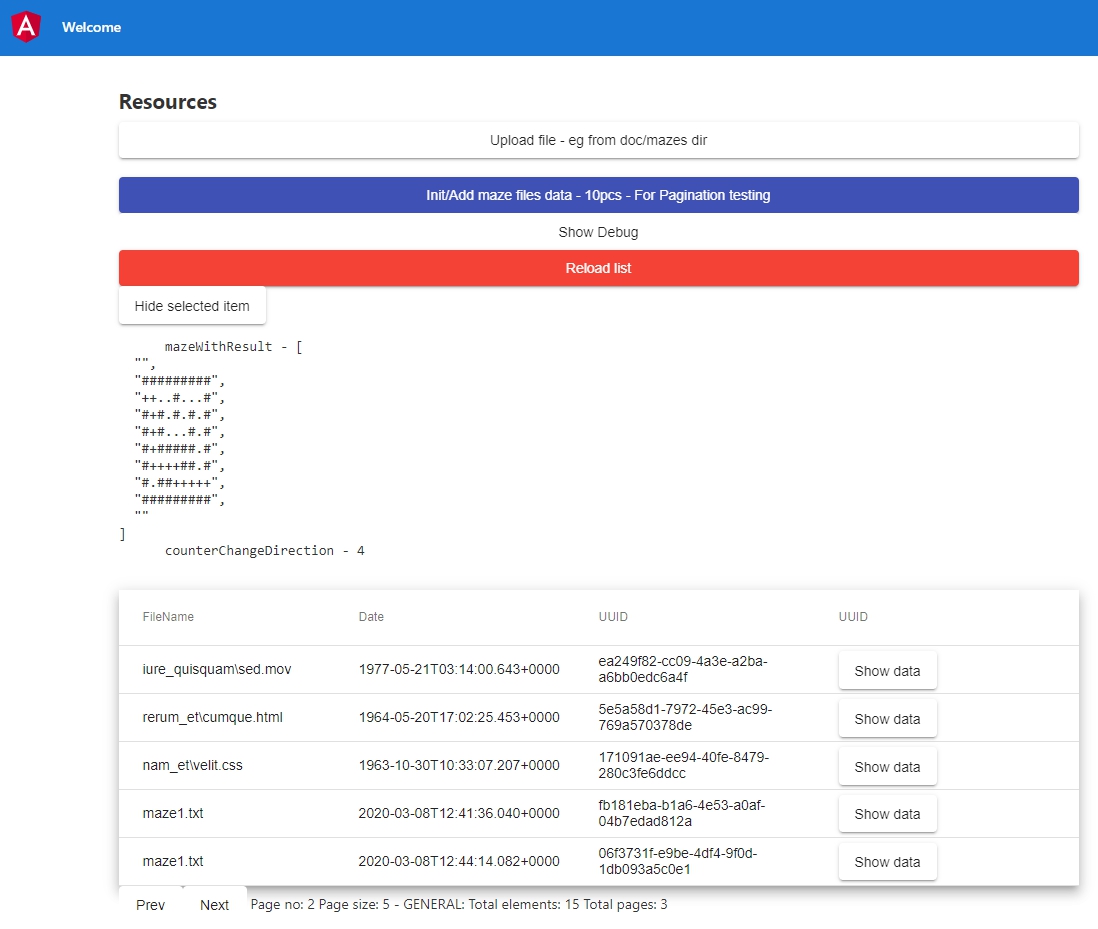 A
Welcome
Resources
Upload file - eg from doc/mazes dir
Init/Add maze files data - 10pcs - For Pagination testing
Show Debug
Reload list
Hide selected item
mazeWithResult - [
"",
"#########",
"++..#...#",
"#+#.#.#.#",
"#+#...#.#",
"#+#####.#",
"#++++##.#",
"#.##+++++",
"#########",
""
]
counterChangeDirection - 4
FileName Date UUID UUID
iure_quisquam\sed.mov 1977-05-21T03:14:00.643+0000 ea249f82-cc09-4a3e-a2ba-
a6bb0edc6a4f Show data
rerum_et\cumque.html 1964-05-20T17:02:25.453+0000 5e5a58d1-7972-45e3-ac99-
769a570378de Show data
nam_et\velit.css 1963-10-30T10:33:07.207+0000 171091ae-ee94-40fe-8479-
280c3fe6ddcc Show data
maze1.txt 2020-03-08T12:41:36.040+0000 fb181eba-b1a6-4e53-a0af-
04b7edad812a Show data
maze1.txt 2020-03-08T12:44:14.082+0000 06f3731f-e9be-4df4-9f0d-
1db093a5c0e1 Show data
Prev Next Page no: 2 Page size: 5 - GENERAL: Total elements: 15 Total pages: 3